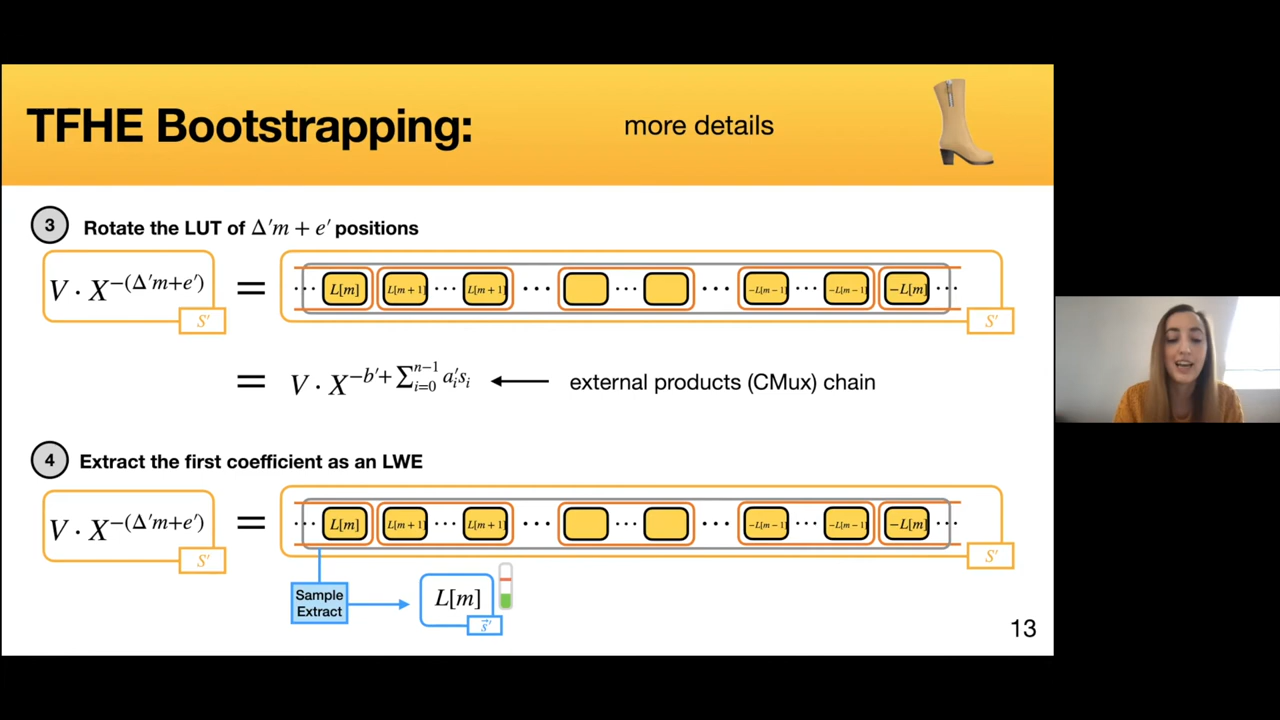 TFHE Bootstrapping:
more details
3 Rotate the LUT of Δ′m + e′ positions
V · X^{−(Δ′m+e′)} = ··· L[m] L[m + 1] ··· L[m + 1] ··· ··· ··· −L[m − 1] ··· −L[m − 1] −L[m] ···
S′ S′
= V · X^{−b′+∑_{i=0}^{n−1} a′_i s_i} ← external products (CMux) chain
4 Extract the first coefficient as an LWE
V · X^{−(Δ′m+e′)} = ··· L[m] L[m + 1] ··· L[m + 1] ··· ··· ··· −L[m − 1] ··· −L[m − 1] −L[m] ···
S′ S′
Sample
Extract
L[m]
s⃗′
13